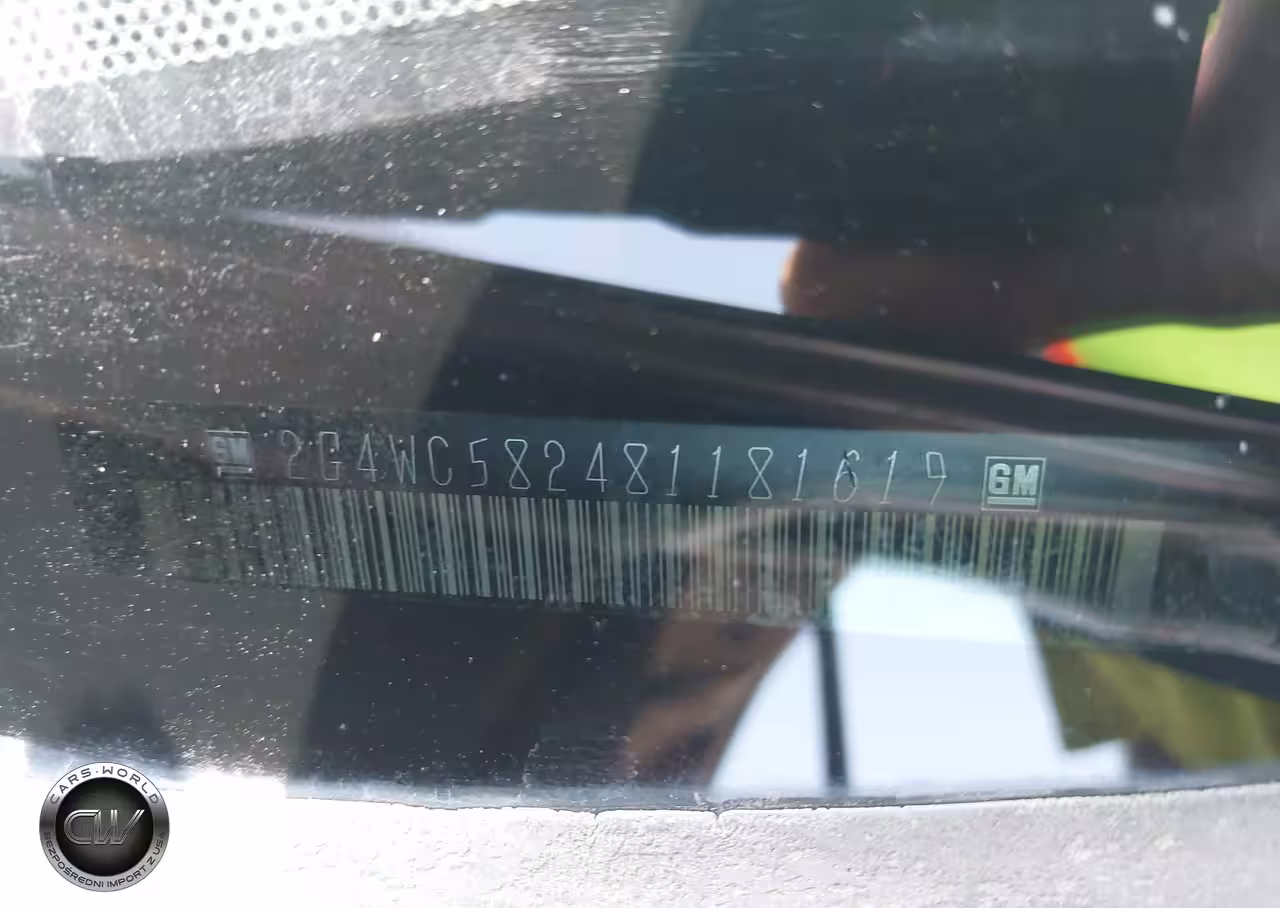 GM 2G4WC582481181619 GM
CARS·WORLD
CW
BEZPOŚREDNI IMPORT Z USA